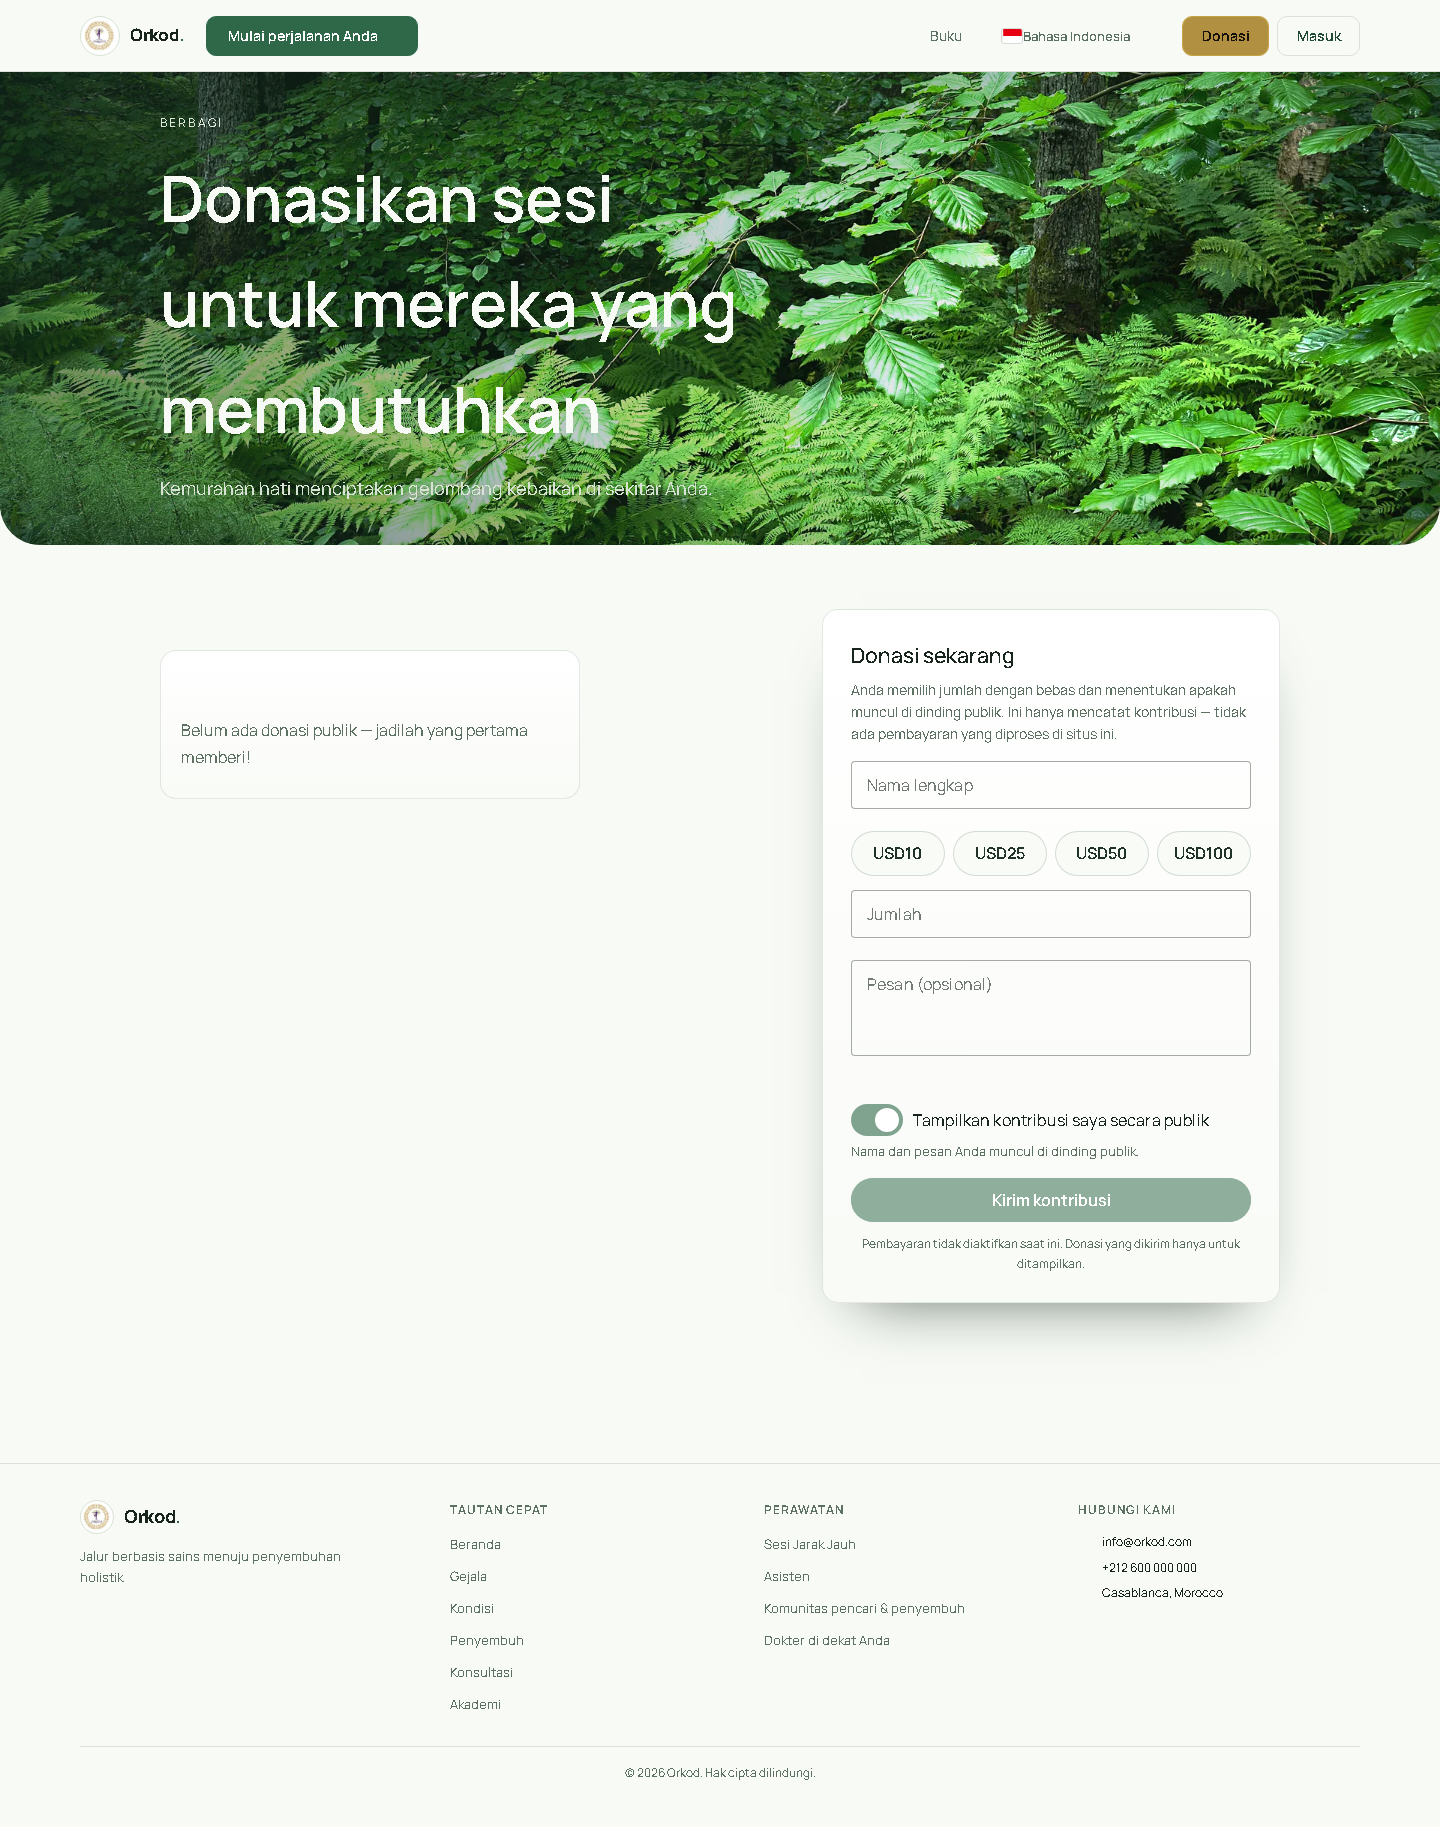 Orkod.
Mulai perjalanan Anda
Buku
Bahasa Indonesia
Donasi
Masuk
BERBAGI
Donasikan sesi
untuk mereka yang
membutuhkan
Kemurahan hati menciptakan gelombang kebaikan di sekitar Anda.
Belum ada donasi publik — jadilah yang pertama
memberi!
Donasi sekarang
Anda memilih jumlah dengan bebas dan menentukan apakah
muncul di dinding publik. Ini hanya mencatat kontribusi — tidak
ada pembayaran yang diproses di situs ini.
Nama lengkap
USD10
USD25
USD50
USD100
Jumlah
Pesan (opsional)
Tampilkan kontribusi saya secara publik
Nama dan pesan Anda muncul di dinding publik.
Kirim kontribusi
Pembayaran tidak diaktifkan saat ini. Donasi yang dikirim hanya untuk
ditampilkan.
Orkod.
Jalur berbasis sains menuju penyembuhan
holistik.
TAUTAN CEPAT
Beranda
Gejala
Kondisi
Penyembuh
Konsultasi
Akademi
PERAWATAN
Sesi Jarak Jauh
Asisten
Komunitas pencari & penyembuh
Dokter di dekat Anda
HUBUNGI KAMI
info@orkod.com
+212 600 000 000
Casablanca, Morocco
© 2026 Orkod. Hak cipta dilindungi.